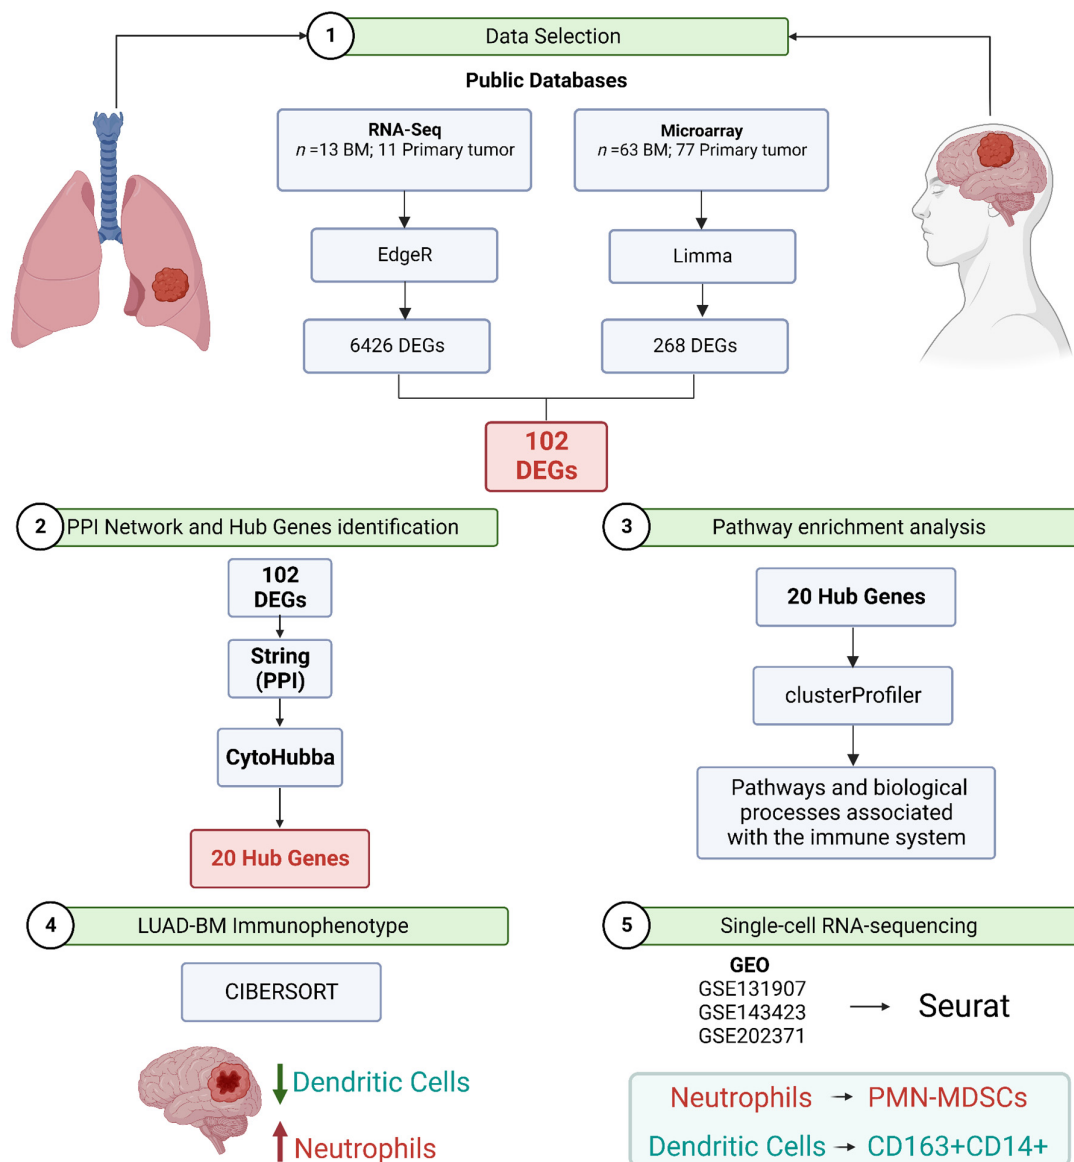 1
Data Selection
Public Databases
RNA-Seq
n =13 BM; 11 Primary tumor
Microarray
n =63 BM; 77 Primary tumor
EdgeR
Limma
6426 DEGs
268 DEGs
102
DEGs
2
PPI Network and Hub Genes identification
102
DEGs
String
(PPI)
CytoHubba
20 Hub Genes
3
Pathway enrichment analysis
20 Hub Genes
clusterProfiler
Pathways and biological
processes associated
with the immune system
4
LUAD-BM Immunophenotype
CIBERSORT
Dendritic Cells
Neutrophils
5
Single-cell RNA-sequencing
GEO
GSE131907
GSE143423
GSE202371
Seurat
Neutrophils → PMN-MDSCs
Dendritic Cells → CD163+CD14+